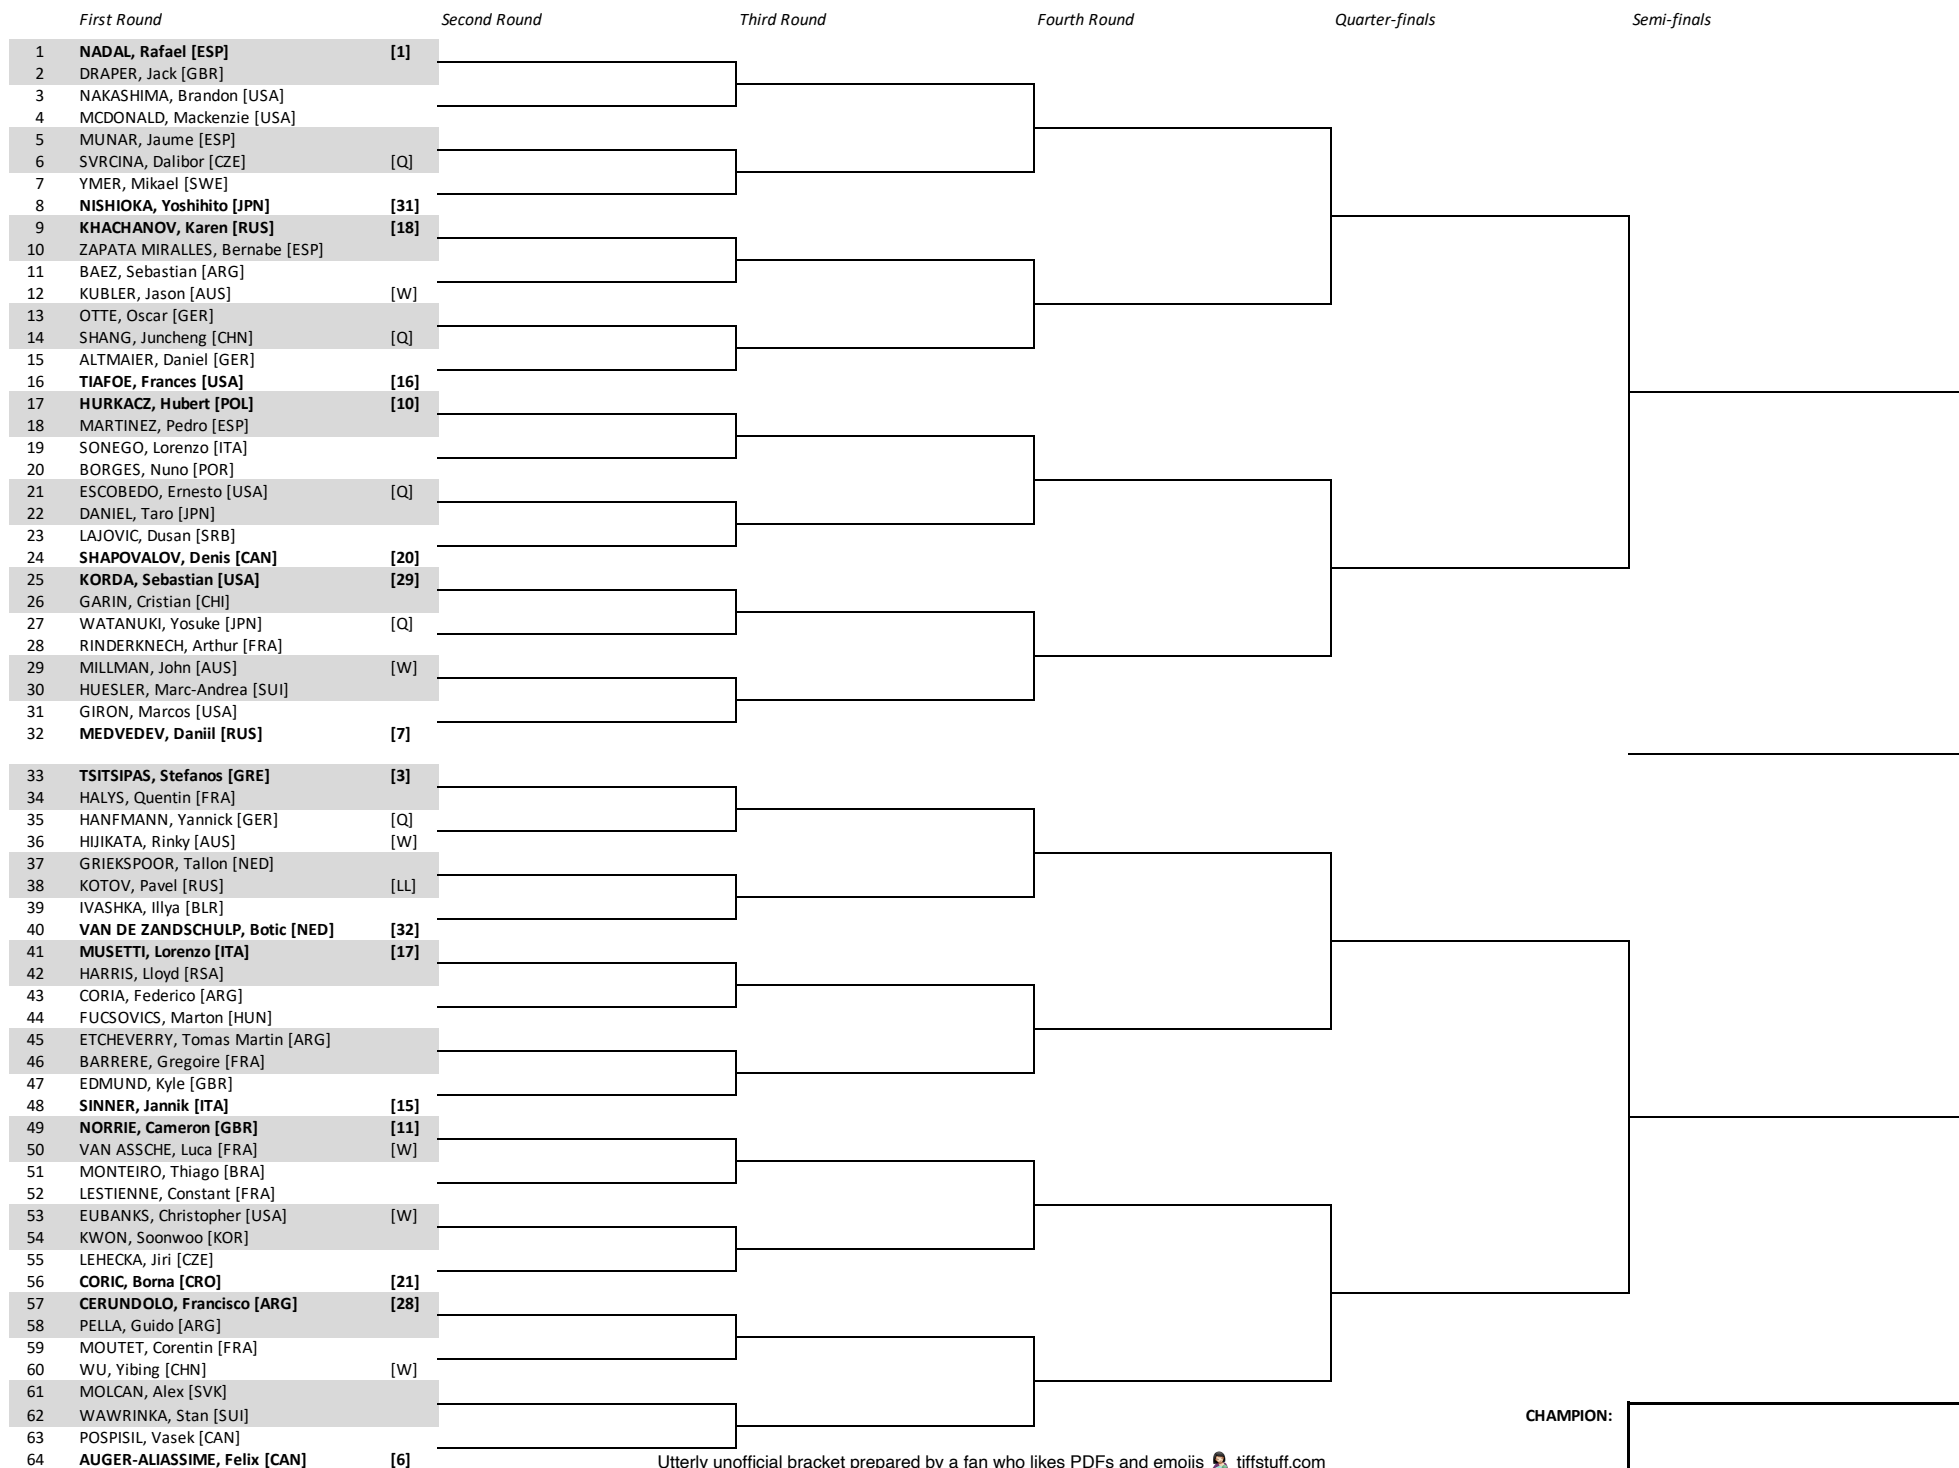 First Round Second Round Third Round Fourth Round Quarter-finals Semi-finals
1 NADAL, Rafael [ESP] [1]
2 DRAPER, Jack [GBR]
3 NAKASHIMA, Brandon [USA]
4 MCDONALD, Mackenzie [USA]
5 MUNAR, Jaume [ESP]
6 SVRCINA, Dalibor [CZE] [Q]
7 YMER, Mikael [SWE]
8 NISHIOKA, Yoshihito [JPN] [31]
9 KHACHANOV, Karen [RUS] [18]
10 ZAPATA MIRALLES, Bernabe [ESP]
11 BAEZ, Sebastian [ARG]
12 KUBLER, Jason [AUS] [W]
13 OTTE, Oscar [GER]
14 SHANG, Juncheng [CHN] [Q]
15 ALTMAIER, Daniel [GER]
16 TIAFOE, Frances [USA] [16]
17 HURKACZ, Hubert [POL] [10]
18 MARTINEZ, Pedro [ESP]
19 SONEGO, Lorenzo [ITA]
20 BORGES, Nuno [POR]
21 ESCOBEDO, Ernesto [USA] [Q]
22 DANIEL, Taro [JPN]
23 LAJOVIC, Dusan [SRB]
24 SHAPOVALOV, Denis [CAN] [20]
25 KORDA, Sebastian [USA] [29]
26 GARIN, Cristian [CHI]
27 WATANUKI, Yosuke [JPN] [Q]
28 RINDERKNECH, Arthur [FRA]
29 MILLMAN, John [AUS] [W]
30 HUESLER, Marc-Andrea [SUI]
31 GIRON, Marcos [USA]
32 MEDVEDEV, Daniil [RUS] [7]
33 TSITSIPAS, Stefanos [GRE] [3]
34 HALYS, Quentin [FRA]
35 HANFMANN, Yannick [GER] [Q]
36 HIJIKATA, Rinky [AUS] [W]
37 GRIEKSPOOR, Tallon [NED]
38 KOTOV, Pavel [RUS] [LL]
39 IVASHKA, Illya [BLR]
40 VAN DE ZANDSCHULP, Botic [NED] [32]
41 MUSETTI, Lorenzo [ITA] [17]
42 HARRIS, Lloyd [RSA]
43 CORIA, Federico [ARG]
44 FUCSOVICS, Marton [HUN]
45 ETCHEVERRY, Tomas Martin [ARG]
46 BARRERE, Gregoire [FRA]
47 EDMUND, Kyle [GBR]
48 SINNER, Jannik [ITA] [15]
49 NORRIE, Cameron [GBR] [11]
50 VAN ASSCHE, Luca [FRA] [W]
51 MONTEIRO, Thiago [BRA]
52 LESTIENNE, Constant [FRA]
53 EUBANKS, Christopher [USA] [W]
54 KWON, Soonwoo [KOR]
55 LEHECKA, Jiri [CZE]
56 CORIC, Borna [CRO] [21]
57 CERUNDOLO, Francisco [ARG] [28]
58 PELLA, Guido [ARG]
59 MOUTET, Corentin [FRA]
60 WU, Yibing [CHN] [W]
61 MOLCAN, Alex [SVK]
62 WAWRINKA, Stan [SUI]
CHAMPION:
63 POSPISIL, Vasek [CAN]
64 AUGER-ALIASSIME, Felix [CAN] [6]
Utterly unofficial bracket prepared by a fan who likes PDFs and emojis tiffstuff.com